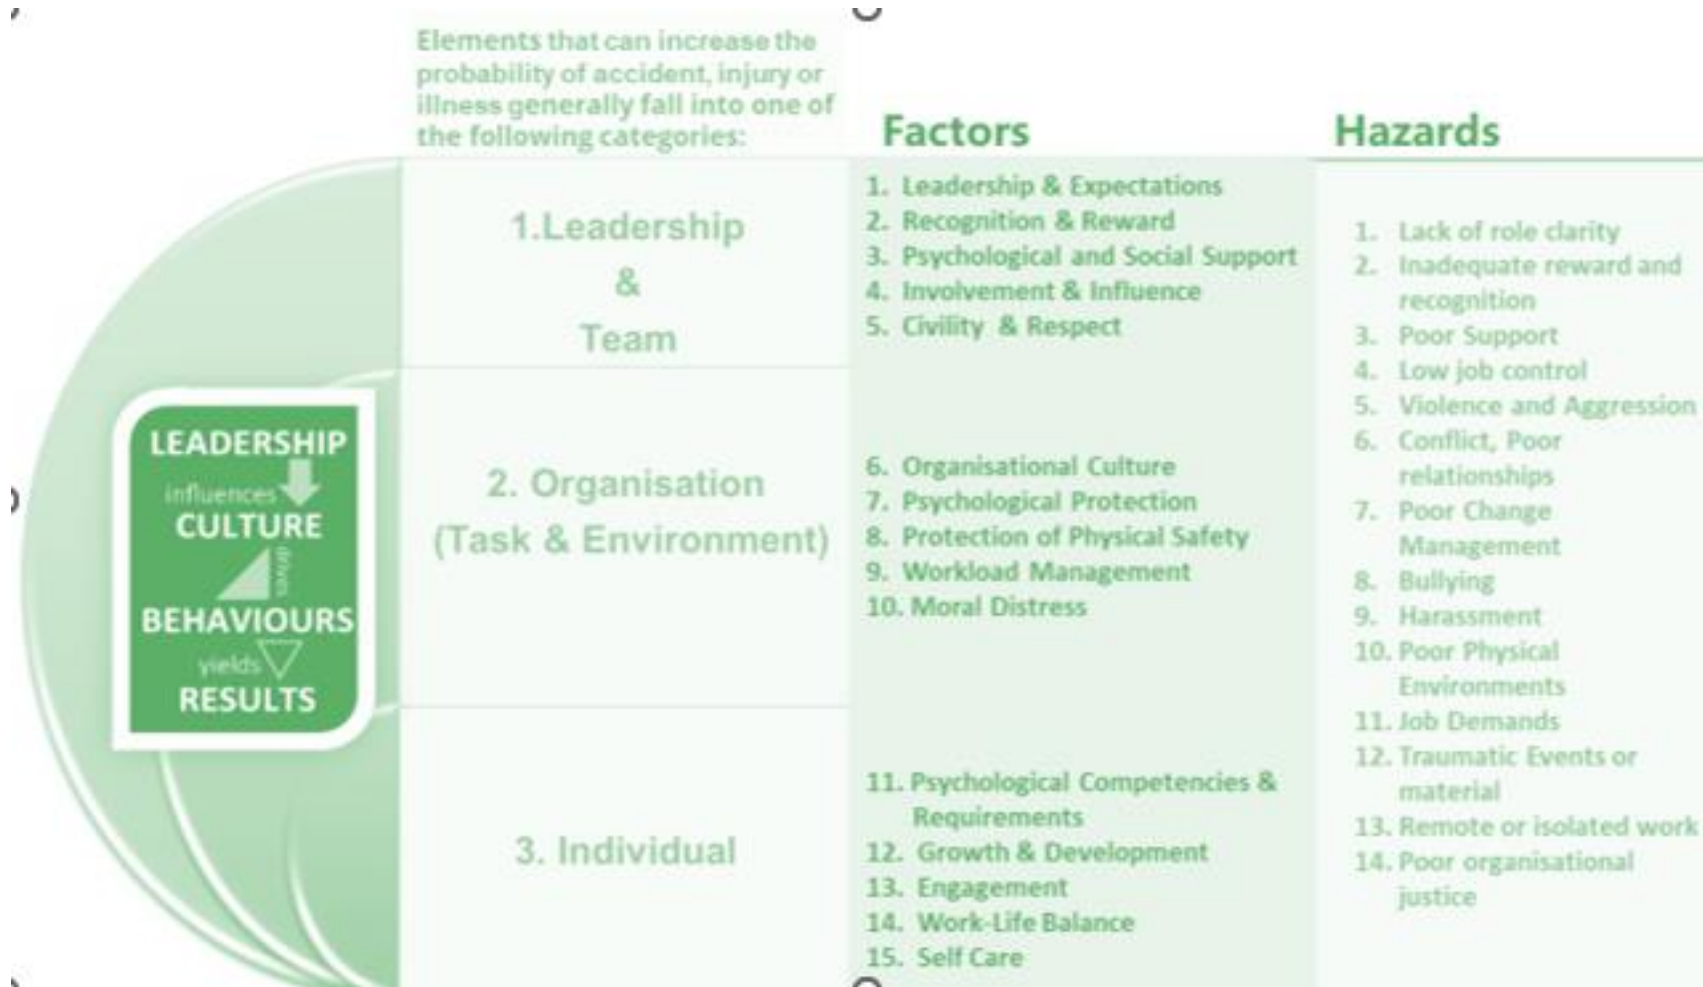 Elements that can increase the
probability of accident, injury or
illness generally fall into one of
the following categories:
Factors
Hazards
LEADERSHIP
influences
CULTURE
drives
BEHAVIOURS
yields
RESULTS
1.Leadership
&
Team
2. Organisation
(Task & Environment)
3. Individual
1. Leadership & Expectations
2. Recognition & Reward
3. Psychological and Social Support
4. Involvement & Influence
5. Civility & Respect
6. Organisational Culture
7. Psychological Protection
8. Protection of Physical Safety
9. Workload Management
10. Moral Distress
11. Psychological Competencies &
Requirements
12. Growth & Development
13. Engagement
14. Work-Life Balance
15. Self Care
1. Lack of role clarity
2. Inadequate reward and
recognition
3. Poor Support
4. Low job control
5. Violence and Aggression
6. Conflict, Poor
relationships
7. Poor Change
Management
8. Bullying
9. Harassment
10. Poor Physical
Environments
11. Job Demands
12. Traumatic Events or
material
13. Remote or isolated work
14. Poor organisational
justice